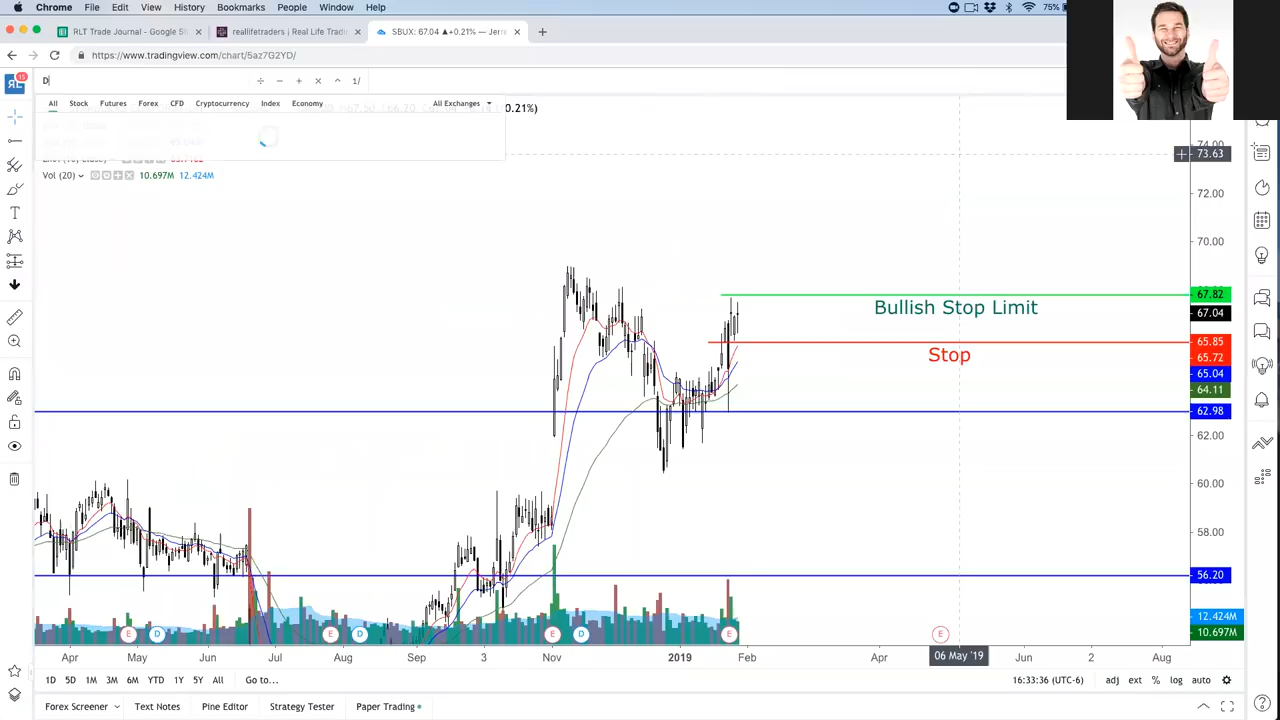 Chrome File Edit View History Bookmarks People Window Help 75%
RLT Trade Journal - Google Sh × reallifetraders | Real Life Tradi × SBUX: 67.04 ▲+0.21% — Jerra × +
https://www.tradingview.com/chart/5az7G2YD/
15
D ÷ − + × ^ 1/
All Stock Futures Forex CFD Cryptocurrency Index Economy All Exchanges
0.21%)
Vol (20) 10.697M 12.424M
74.00
73.63
72.00
70.00
67.82
Bullish Stop Limit
67.04
65.85
Stop
65.72
65.04
64.11
62.98
62.00
60.00
58.00
56.20
12.424M
10.697M
E D E D E D E E
Apr May Jun Jul Aug Sep 3 Nov 2019 Feb Apr 06 May '19 Jun 2 Aug
1D 5D 1M 3M 6M YTD 1Y 5Y All Go to... 16:33:36 (UTC-6) adj ext % log auto
Forex Screener Text Notes Pine Editor Strategy Tester Paper Trading